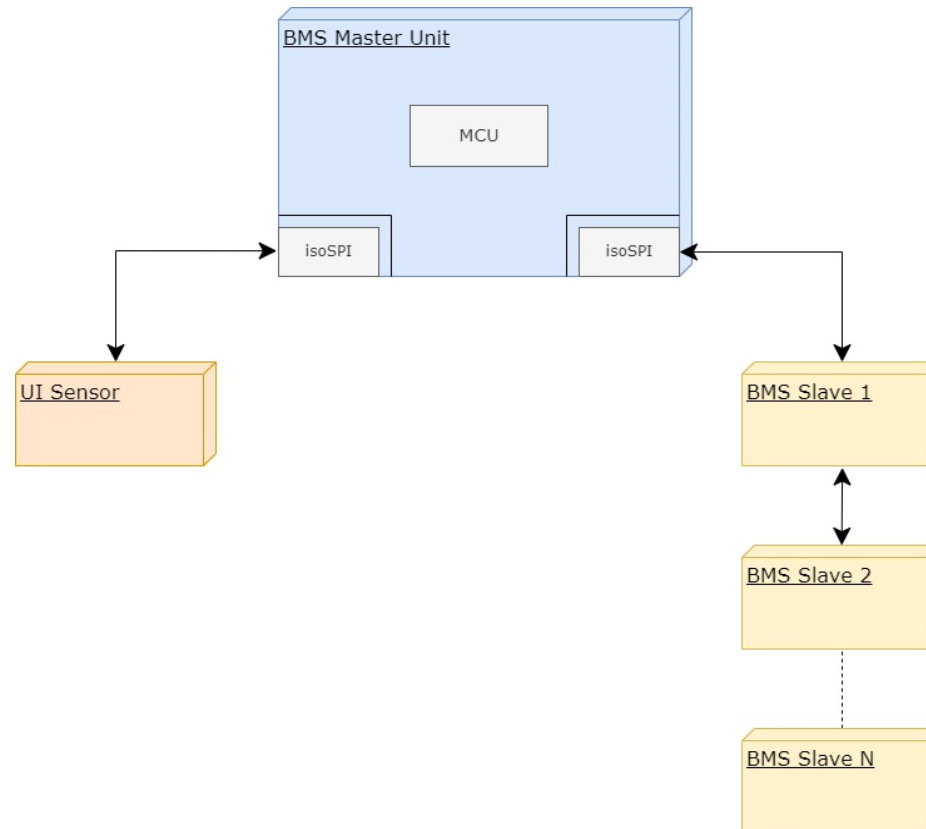 BMS Master Unit
MCU
isoSPI
isoSPI
UI Sensor
BMS Slave 1
BMS Slave 2
BMS Slave N